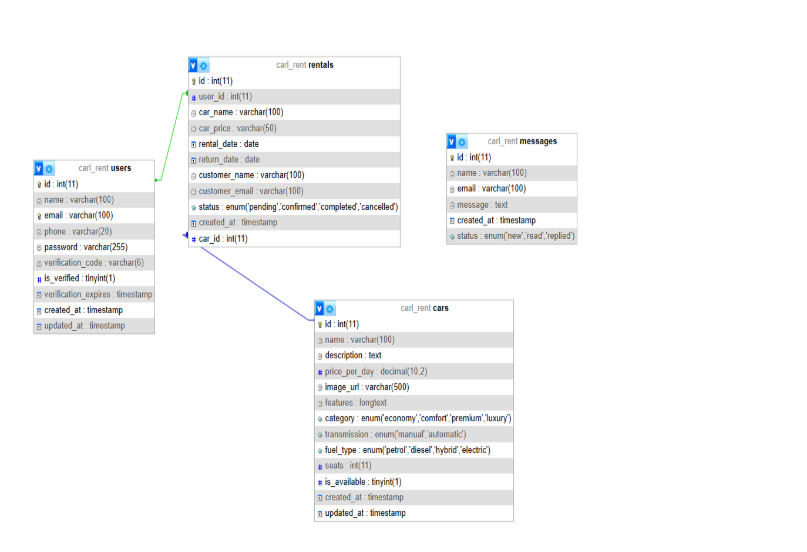 carl_rent rentals
id : int(11)
user_id : int(11)
car_name : varchar(100)
car_price : varchar(50)
rental_date : date
return_date : date
customer_name : varchar(100)
customer_email : varchar(100)
status : enum('pending','confirmed','completed','cancelled')
created_at : timestamp
car_id : int(11)
carl_rent messages
id : int(11)
name : varchar(100)
email : varchar(100)
message : text
created_at : timestamp
status : enum('new','read','replied')
carl_rent users
id : int(11)
name : varchar(100)
email : varchar(100)
phone : varchar(20)
password : varchar(255)
verification_code : varchar(6)
is_verified : tinyint(1)
verification_expires : timestamp
created_at : timestamp
updated_at : timestamp
carl_rent cars
id : int(11)
name : varchar(100)
description : text
price_per_day : decimal(10,2)
image_url : varchar(500)
features : longtext
category : enum('economy','comfort','premium','luxury')
transmission : enum('manual','automatic')
fuel_type : enum('petrol','diesel','hybrid','electric')
seats : int(11)
is_available : tinyint(1)
created_at : timestamp
updated_at : timestamp